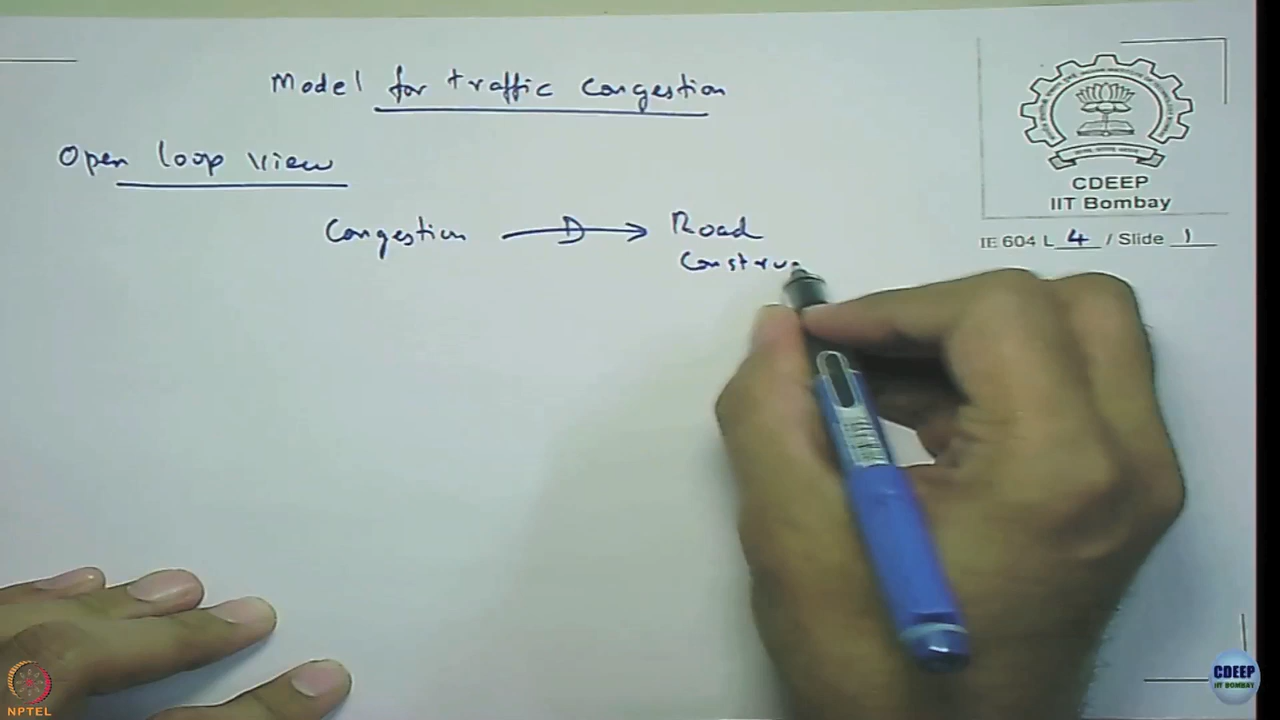 Model for traffic congestion
Open loop view
Congestion D Road
Constru
CDEEP
IIT Bombay
IE 604 L 4 / Slide 1
NPTEL
CDEEP
IIT BOMBAY